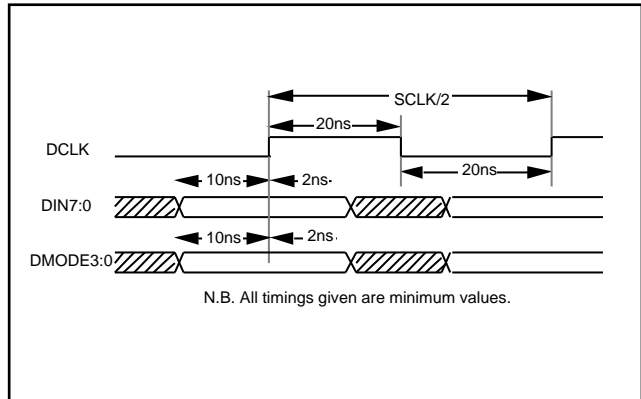 SCLK/2
20ns
DCLK
20ns
10ns 2ns
DIN7:0
10ns 2ns
DMODE3:0
N.B. All timings given are minimum values.